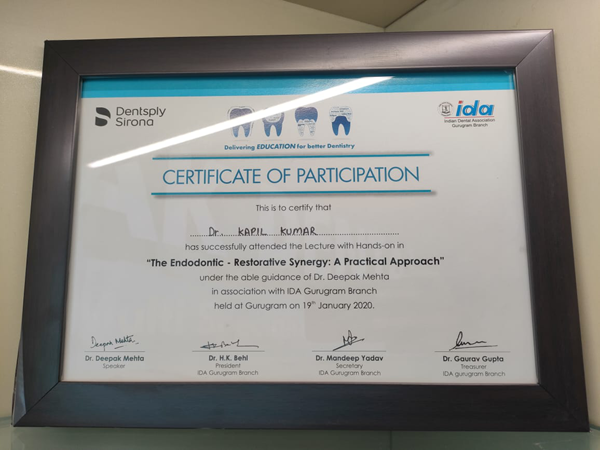 Dentsply
Sirona
ida
Indian Dental Association
Gurugram Branch
Delivering EDUCATION for better Dentistry
CERTIFICATE OF PARTICIPATION
This is to certify that
Dr. KAPIL KUMAR
has successfully attended the Lecture with Hands-on in
"The Endodontic - Restorative Synergy: A Practical Approach"
under the able guidance of Dr. Deepak Mehta
in association with IDA Gurugram Branch
held at Gurugram on 19th January 2020.
Deepak Mehta
Dr. Deepak Mehta
Speaker
Dr. H.K. Behl
President
IDA Gurugram Branch
Dr. Mandeep Yadav
Secretary
IDA Gurugram Branch
Dr. Gaurav Gupta
Treasurer
IDA gurugram Branch